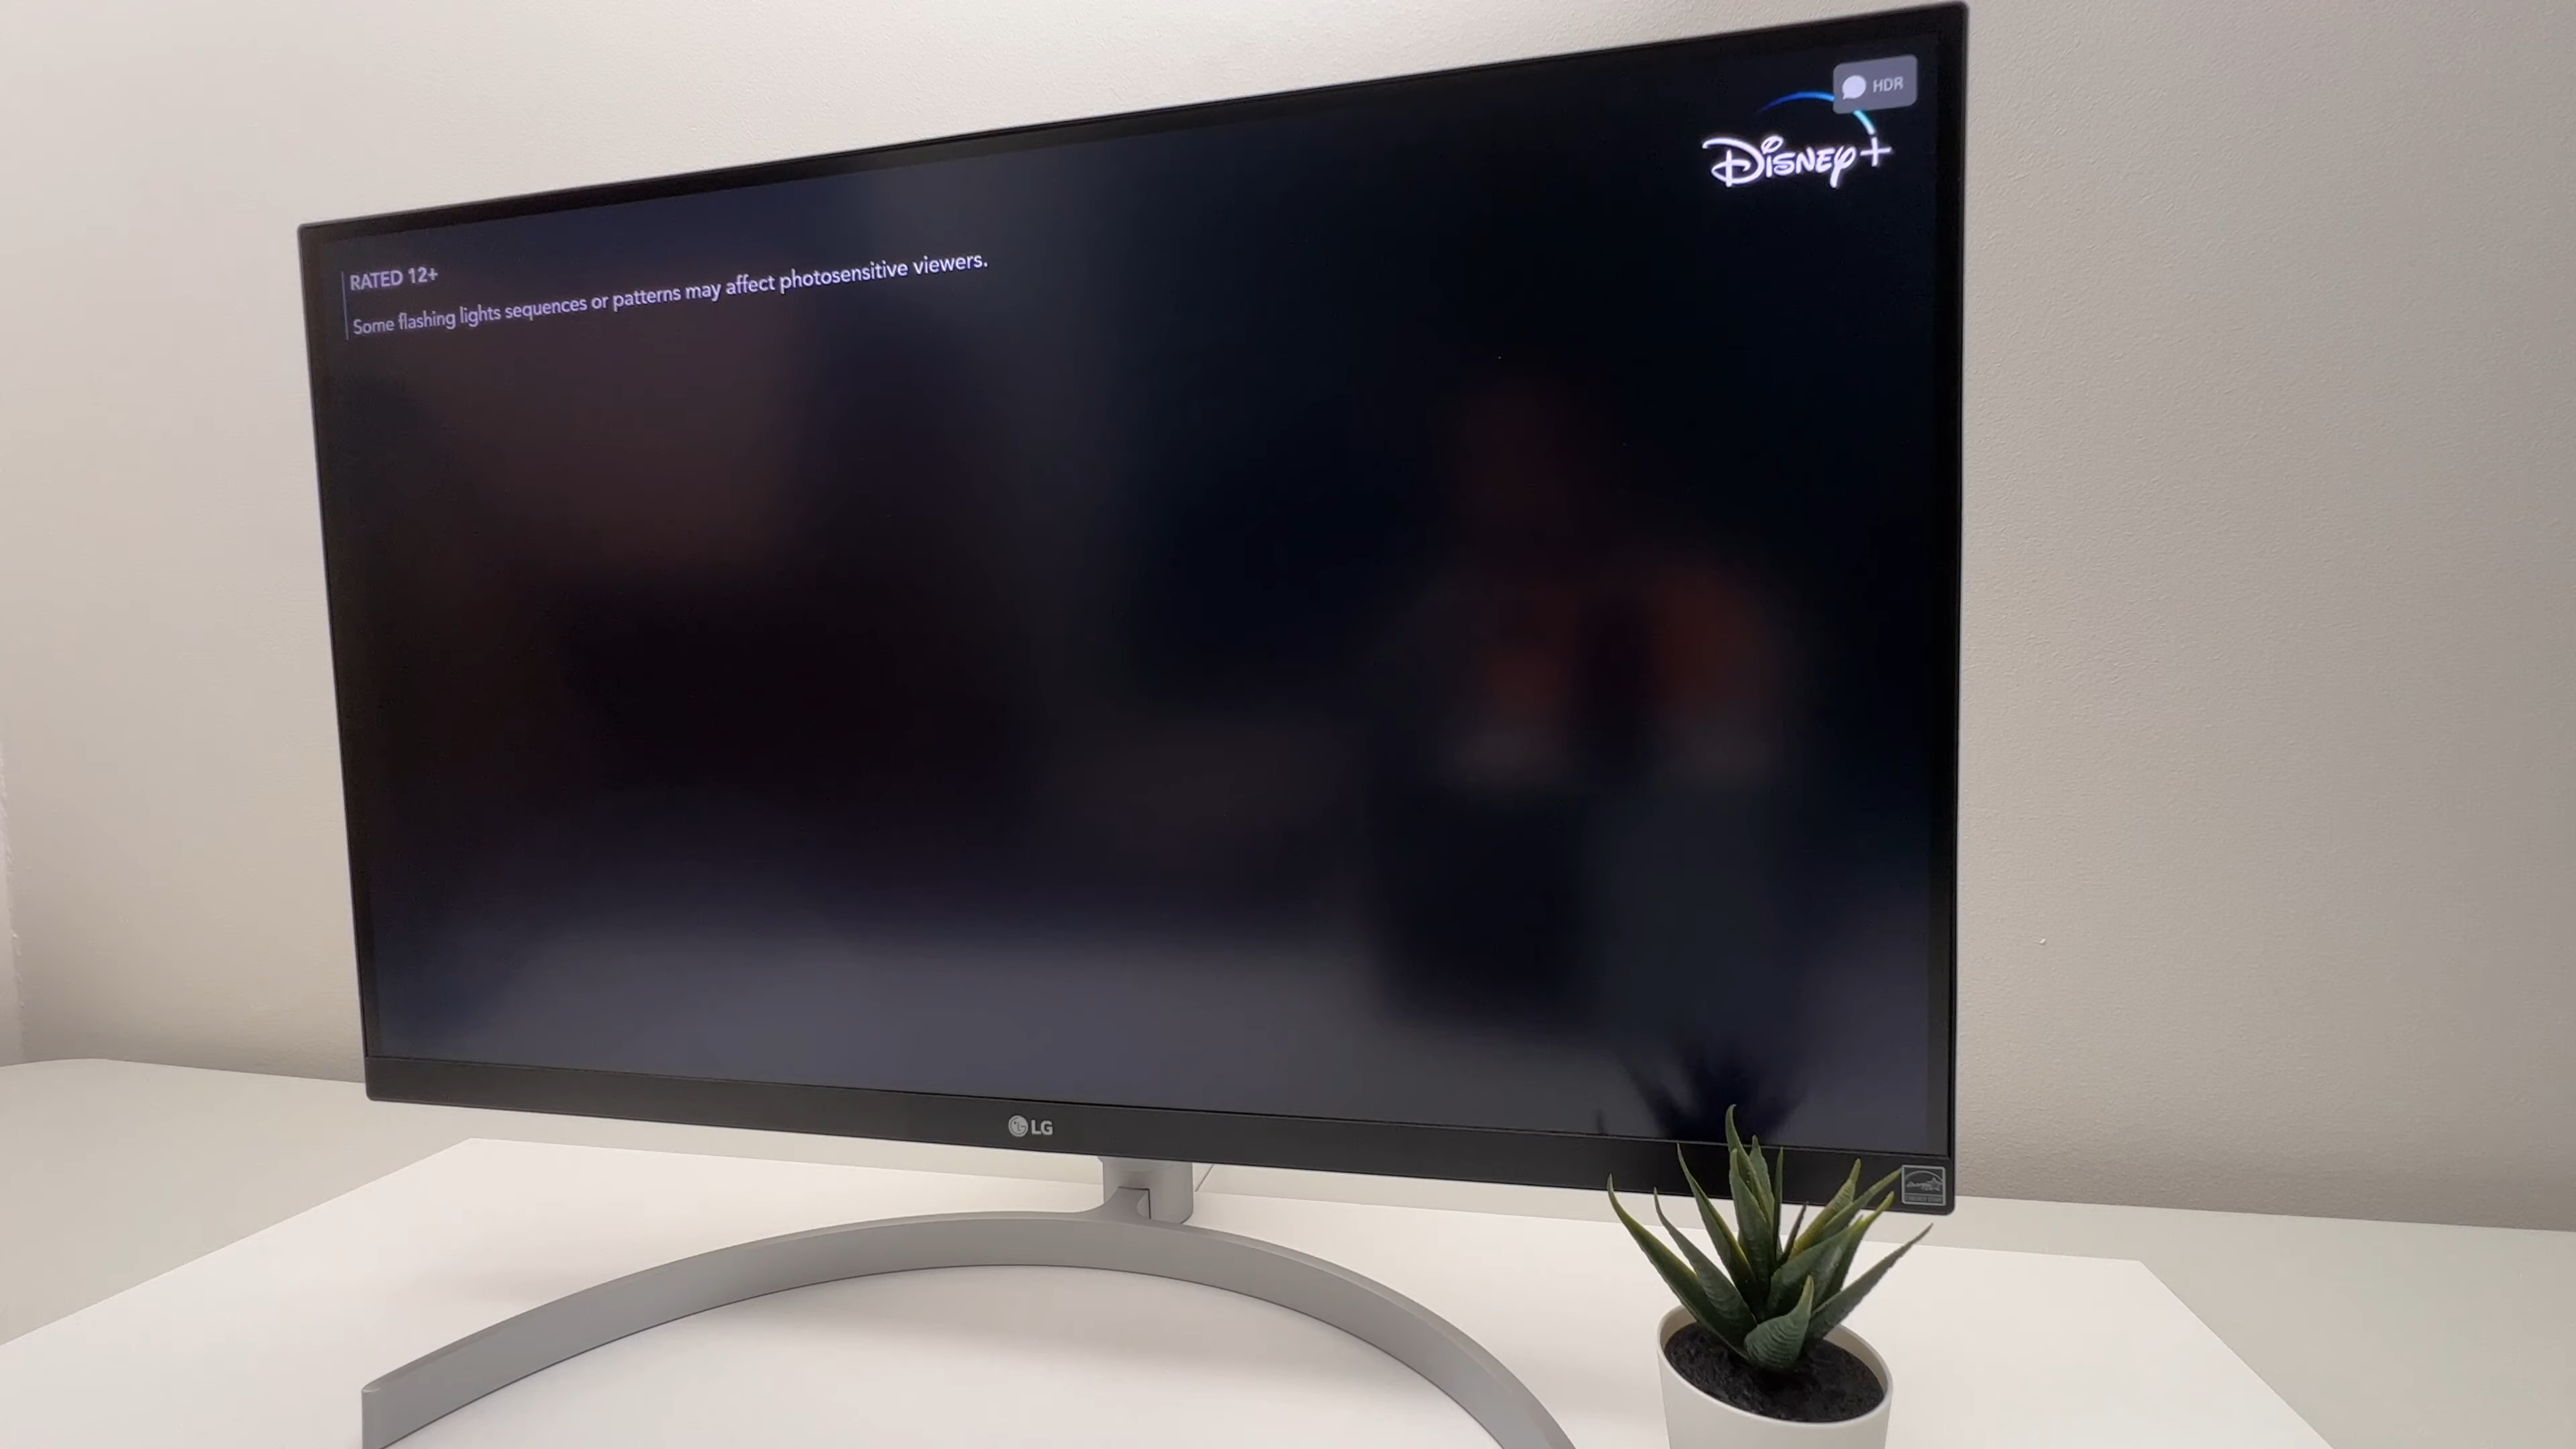 HDR
Disney+
RATED 12+
Some flashing lights sequences or patterns may affect photosensitive viewers.
LG